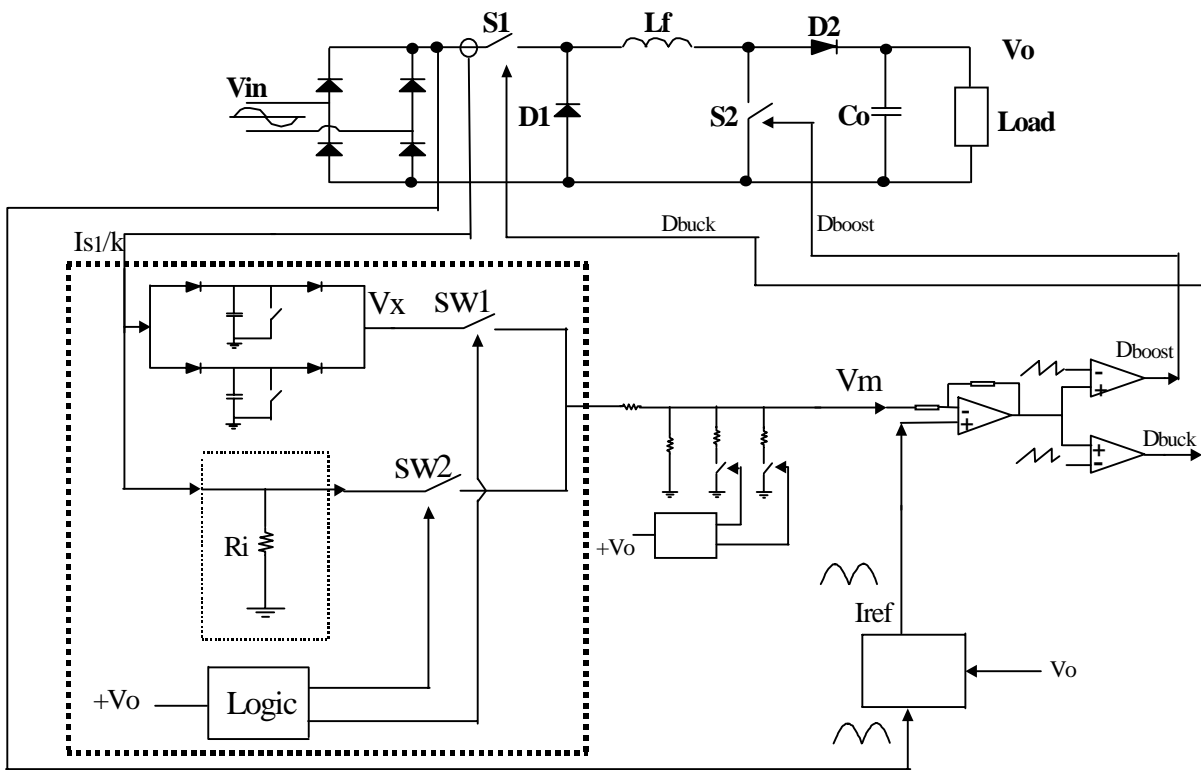 S1
Lf
D2
Vo
Vin
D1
S2
Co
Load
Is1/k
Dbuck
Dboost
Vx
SW1
Dboost
Vm
-
+
-
+
Dbuck
+
-
SW2
Ri
+Vo
Iref
Vo
+Vo
Logic